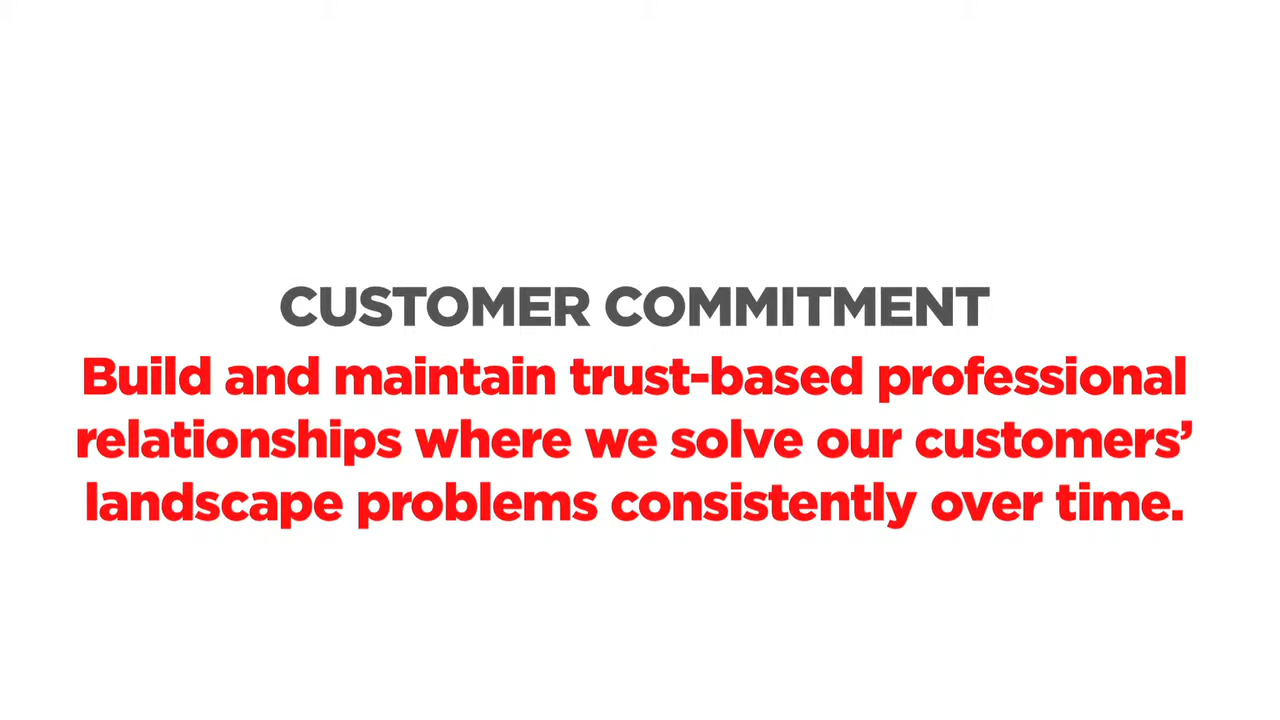 CUSTOMER COMMITMENT
Build and maintain trust-based professional
relationships where we solve our customers’
landscape problems consistently over time.